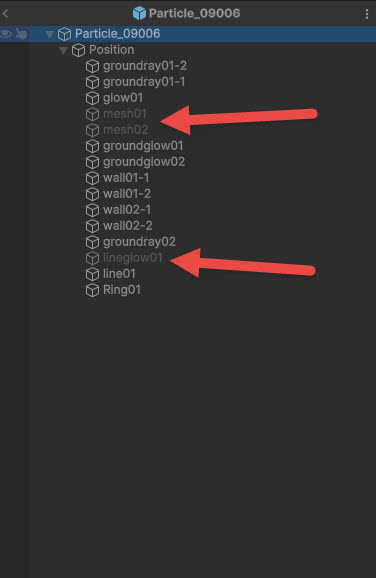 Particle_09006
Particle_09006
Position
groundray01-2
groundray01-1
glow01
mesh01
mesh02
groundglow01
groundglow02
wall01-1
wall01-2
wall02-1
wall02-2
groundray02
lineglow01
line01
Ring01